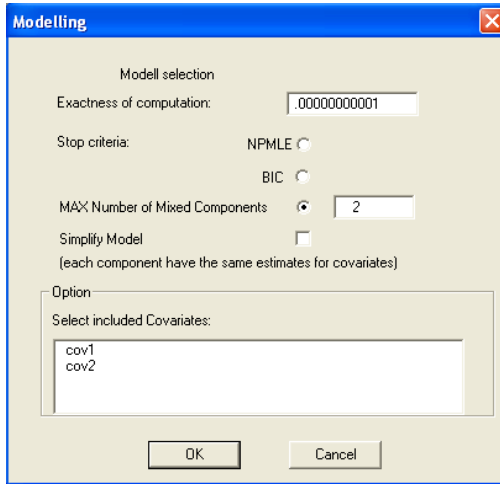 Modelling
Modell selection
Exactness of computation: .00000000001
Stop criteria: NPMLE
BIC
MAX Number of Mixed Components 2
Simplify Model
(each component have the same estimates for covariates)
Option
Select included Covariates:
cov1
cov2
OK Cancel